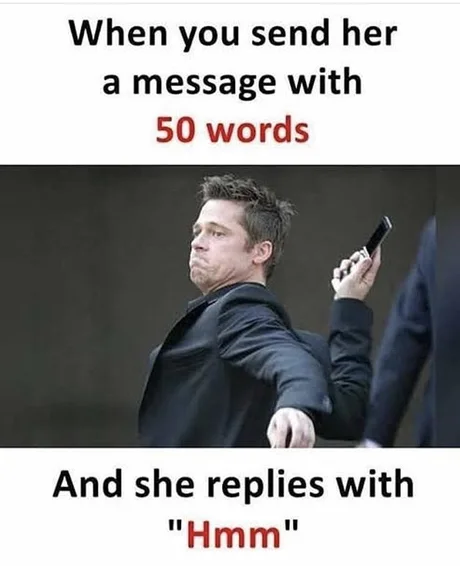 When you send her
a message with
50 words
And she replies with
"Hmm"